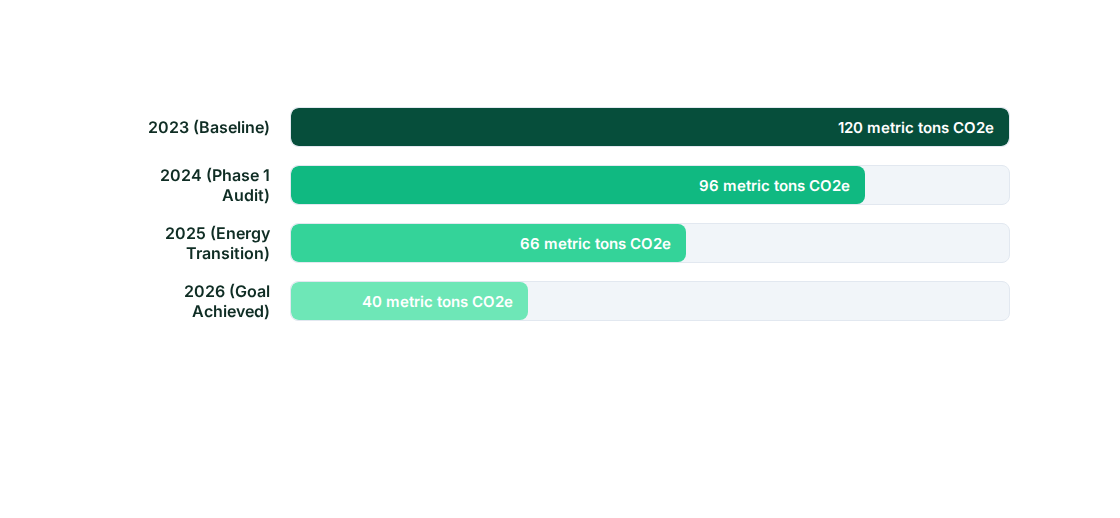 2023 (Baseline)
120 metric tons CO2e
2024 (Phase 1
Audit)
96 metric tons CO2e
2025 (Energy
Transition)
66 metric tons CO2e
2026 (Goal
Achieved)
40 metric tons CO2e